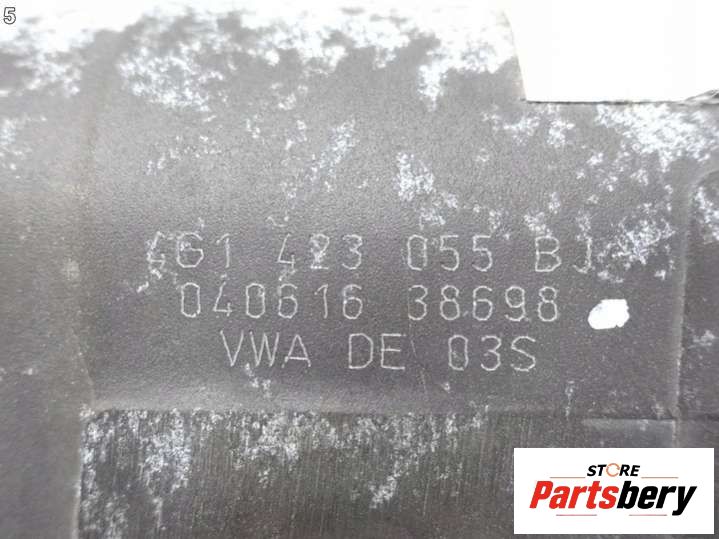 5
4G1 423 055 BJ
040616 38698
VWA DE 03S
STORE
Partsbery